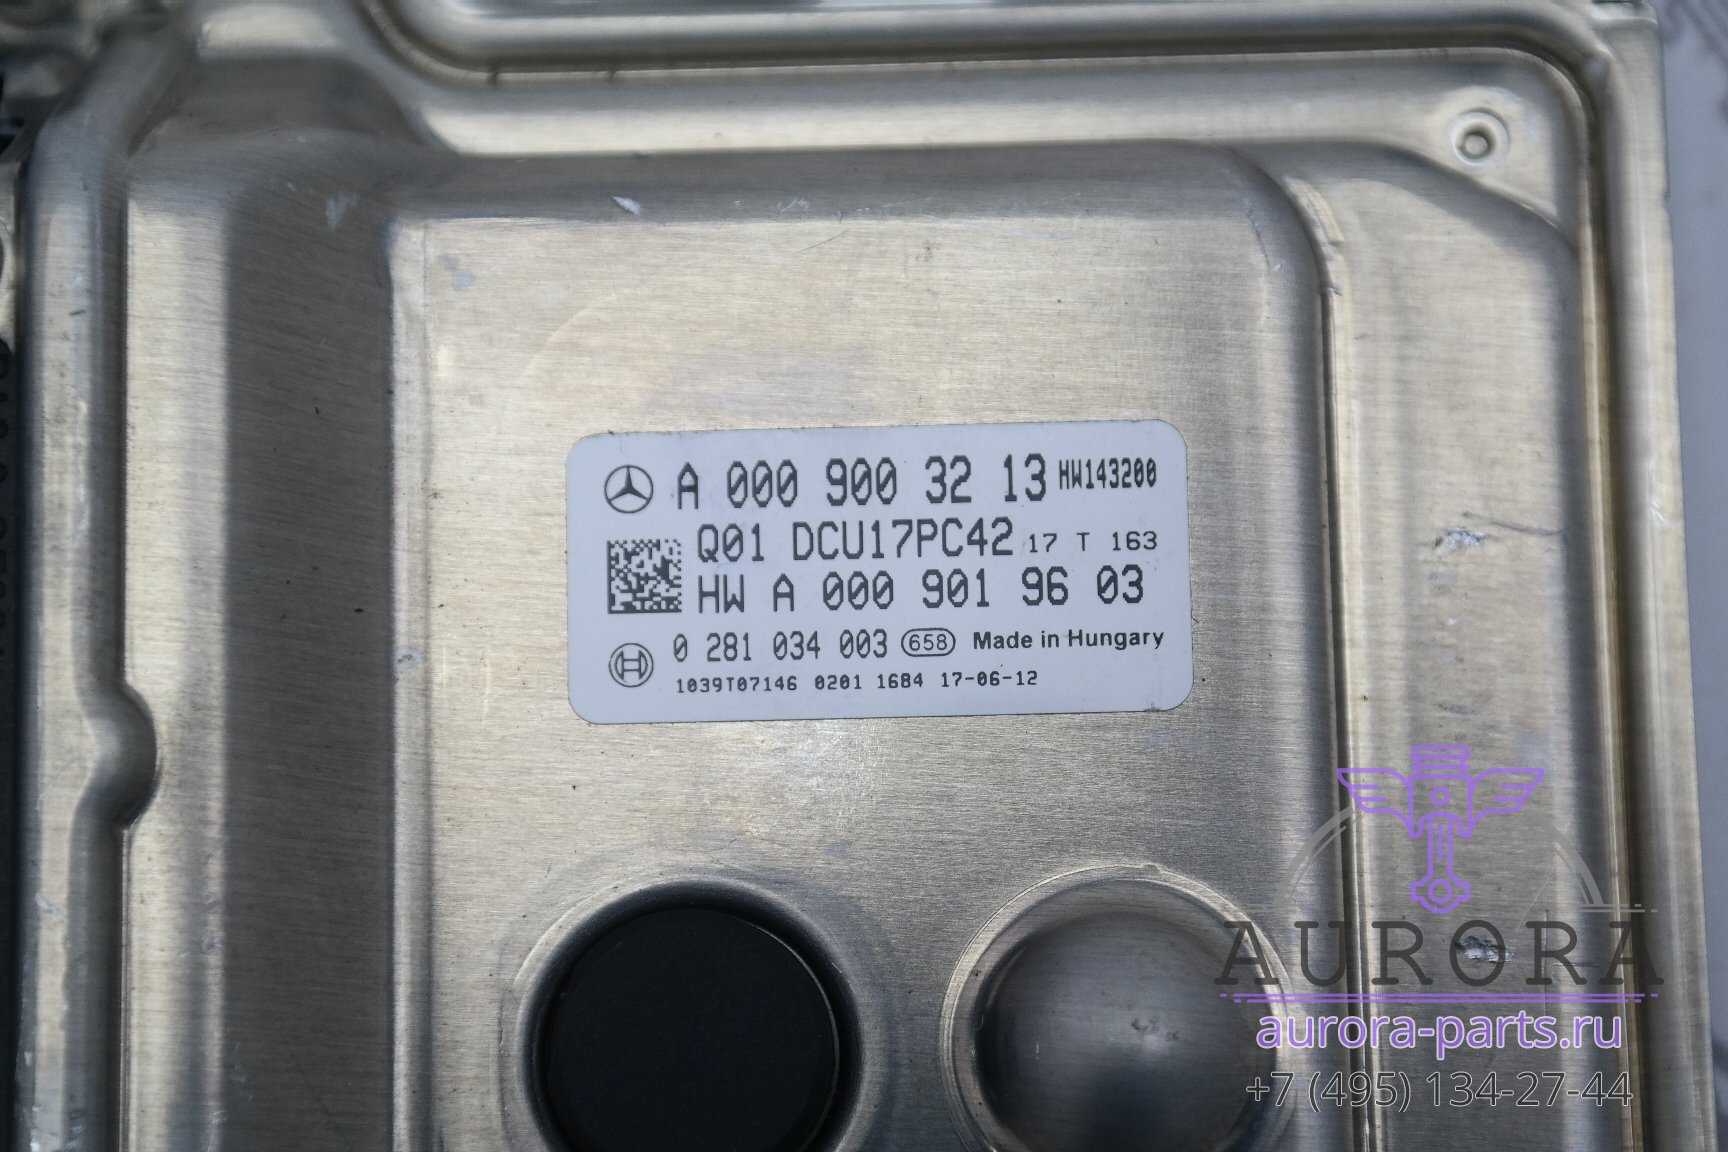 A 000 900 32 13 HW143200
Q01 DCU17PC42 17 T 163
HW A 000 901 96 03
0 281 034 003 658 Made in Hungary
1039T07146 0201 1684 17-06-12
AURORA
aurora-parts.ru
+7 (495) 134-27-44